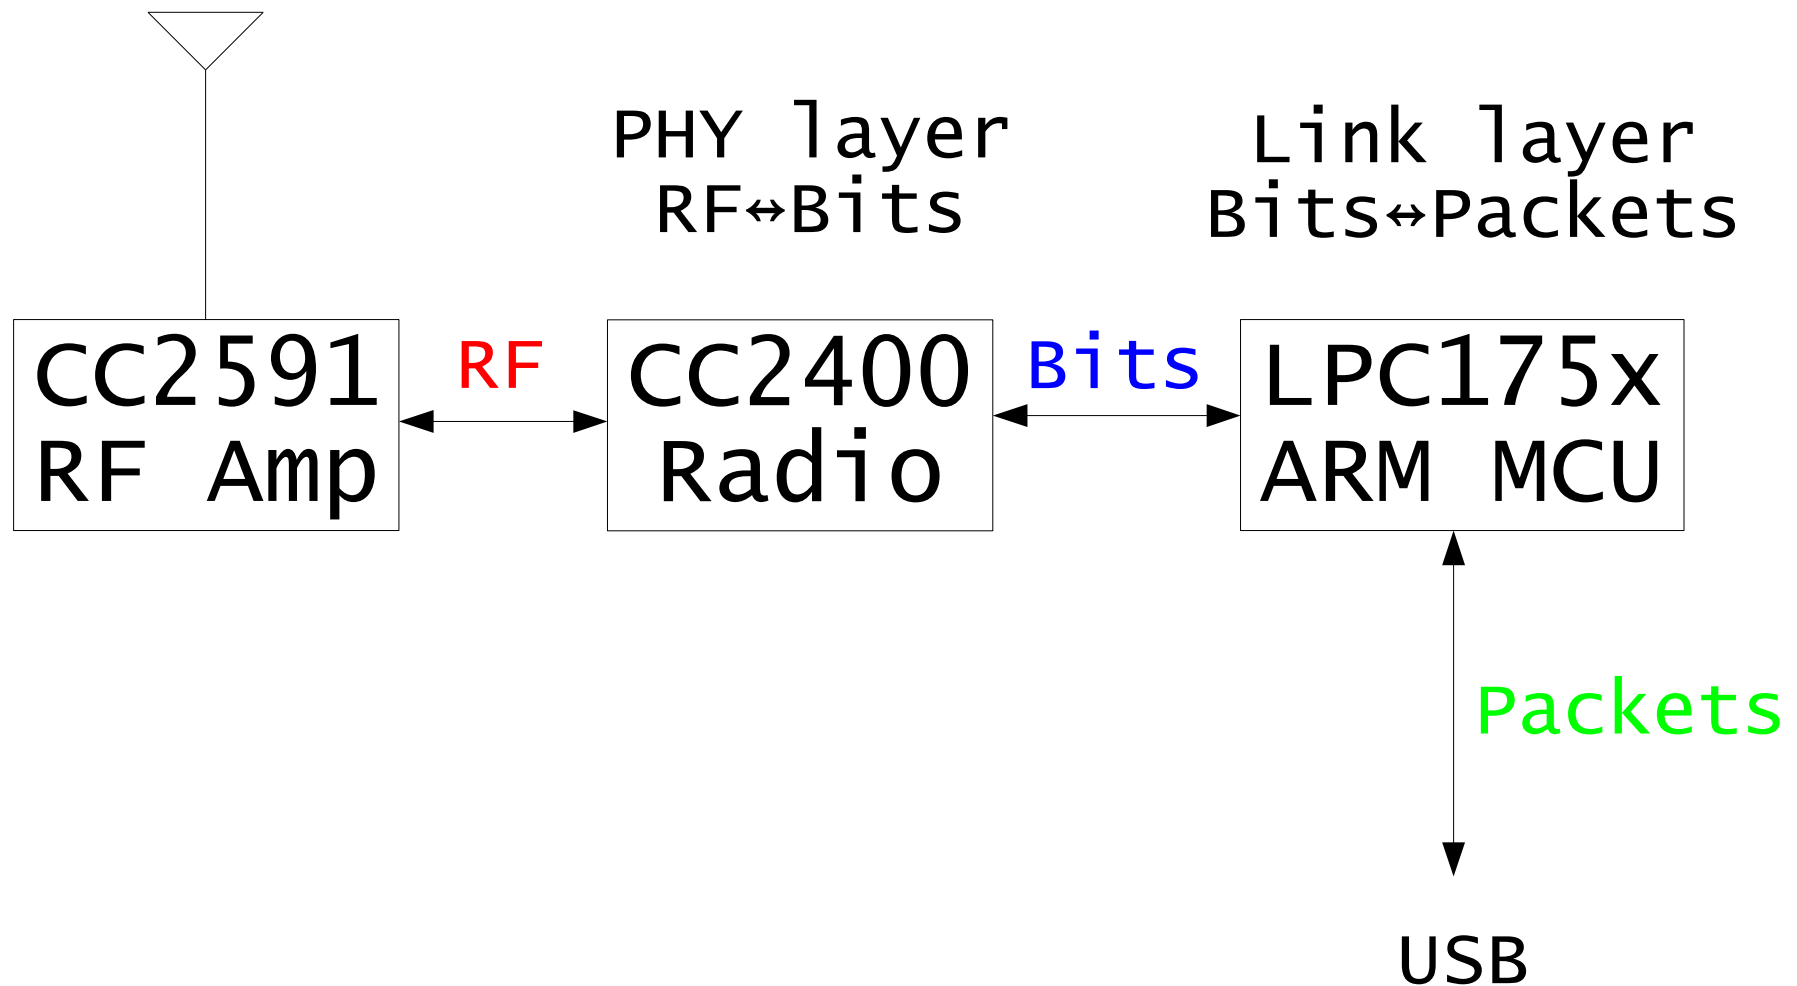 PHY layer
RF↔Bits
Link layer
Bits↔Packets
CC2591
RF Amp
RF
CC2400
Radio
Bits
LPC175x
ARM MCU
Packets
USB